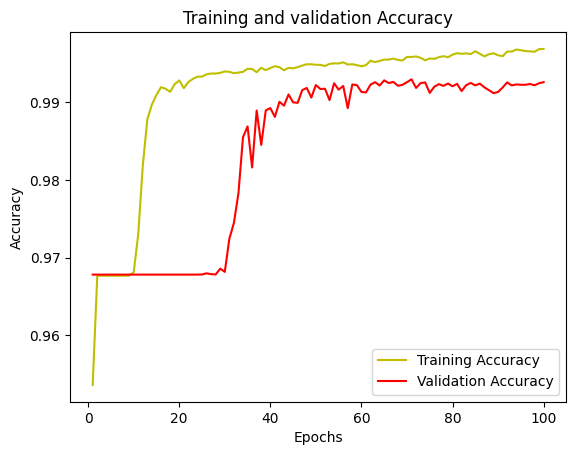 Training and validation Accuracy
0.99
0.98
0.97
0.96
Accuracy
Training Accuracy
Validation Accuracy
0 20 40 60 80 100
Epochs